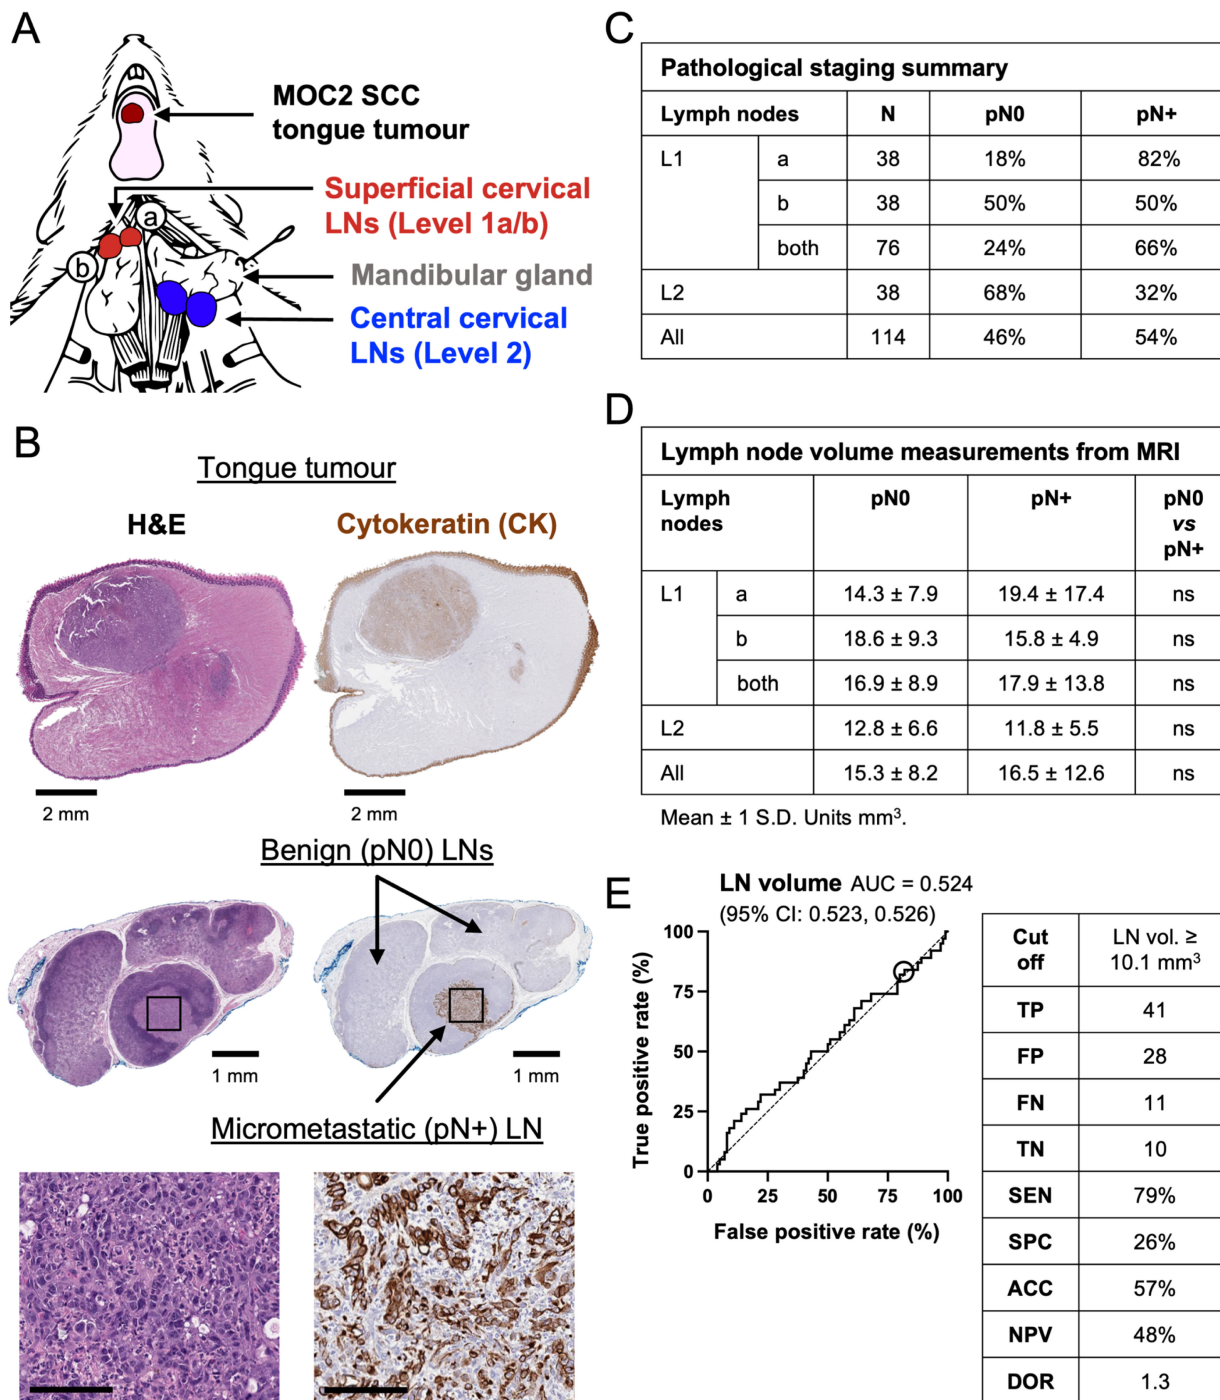 A
MOC2 SCC
tongue tumour
Superficial cervical
LNs (Level 1a/b)
a
b
Mandibular gland
Central cervical
LNs (Level 2)
B
Tongue tumour
H&E
Cytokeratin (CK)
2 mm
2 mm
Benign (pN0) LNs
1 mm
1 mm
Micrometastatic (pN+) LN
C
Pathological staging summary
Lymph nodes N pN0 pN+
L1 a 38 18% 82%
b 38 50% 50%
both 76 24% 66%
L2 38 68% 32%
All 114 46% 54%
D
Lymph node volume measurements from MRI
Lymph nodes pN0 pN+ pN0 vs pN+
L1 a 14.3 ± 7.9 19.4 ± 17.4 ns
b 18.6 ± 9.3 15.8 ± 4.9 ns
both 16.9 ± 8.9 17.9 ± 13.8 ns
L2 12.8 ± 6.6 11.8 ± 5.5 ns
All 15.3 ± 8.2 16.5 ± 12.6 ns
Mean ± 1 S.D. Units mm³.
E
LN volume AUC = 0.524
(95% CI: 0.523, 0.526)
True positive rate (%)
100
75
50
25
0
0 25 50 75 100
False positive rate (%)
Cut off LN vol. ≥ 10.1 mm³
TP 41
FP 28
FN 11
TN 10
SEN 79%
SPC 26%
ACC 57%
NPV 48%
DOR 1.3